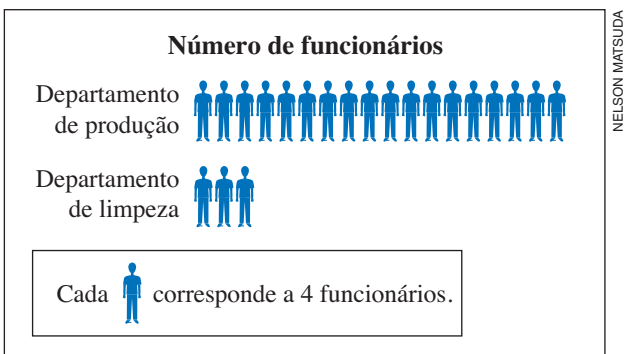 Número de funcionários
Departamento
de produção
Departamento
de limpeza
Cada corresponde a 4 funcionários.
NELSON MATSUDA